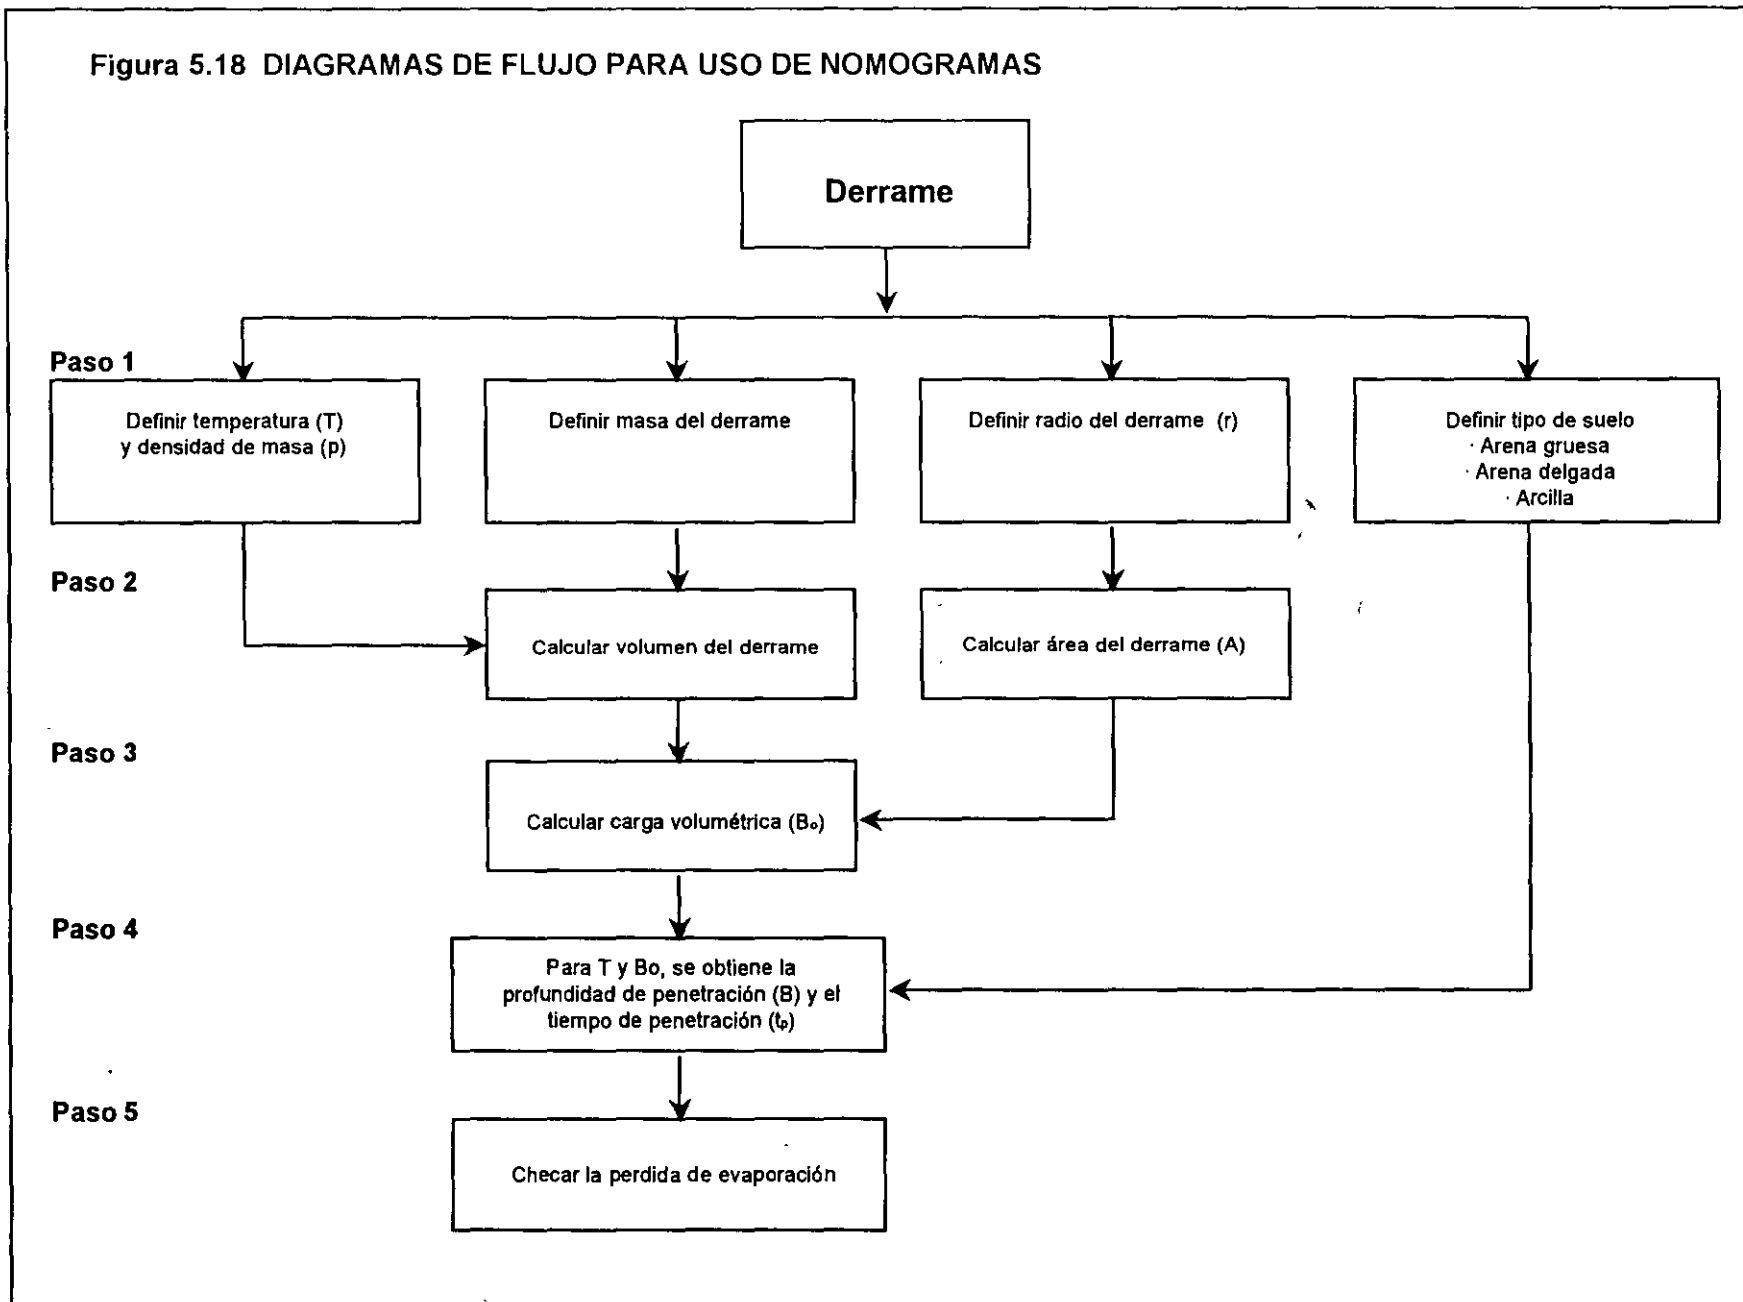 Figura 5.18 DIAGRAMAS DE FLUJO PARA USO DE NOMOGRAMAS
Derrame
Paso 1
Definir temperatura (T)
y densidad de masa (p)
Definir masa del derrame
Definir radio del derrame (r)
Definir tipo de suelo
· Arena gruesa
· Arena delgada
· Arcilla
Paso 2
Calcular volumen del derrame
Calcular área del derrame (A)
Paso 3
Calcular carga volumétrica (Bₒ)
Paso 4
Para T y Bo, se obtiene la
profundidad de penetración (B) y el
tiempo de penetración (tₚ)
Paso 5
Checar la perdida de evaporación